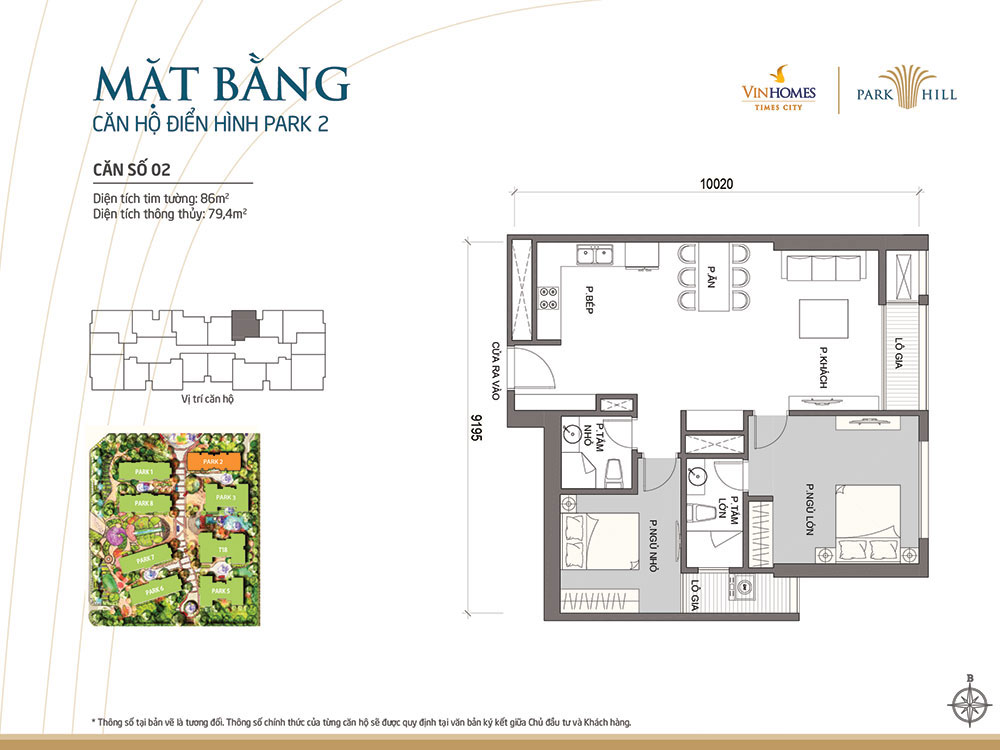 MẶT BẰNG
CĂN HỘ ĐIỂN HÌNH PARK 2
VINHOMES
TIMES CITY
PARK HILL
CĂN SỐ 02
Diện tích tim tường: 86m²
Diện tích thông thủy: 79,4m²
10020
9195
P.BẾP
P.ĂN
P.KHÁCH
LÔ GIA
CỬA RA VÀO
P.TẮM
NHỎ
P.TẮM
LỚN
P.NGỦ LỚN
P.NGỦ NHỎ
LÔ GIA
Vị trí căn hộ
PARK 1
PARK 2
PARK 8
PARK 3
PARK 7
T18
PARK 6
PARK 5
B
* Thông số tại bản vẽ là tương đối. Thông số chính thức của từng căn hộ sẽ được quy định tại văn bản ký kết giữa Chủ đầu tư và Khách hàng.